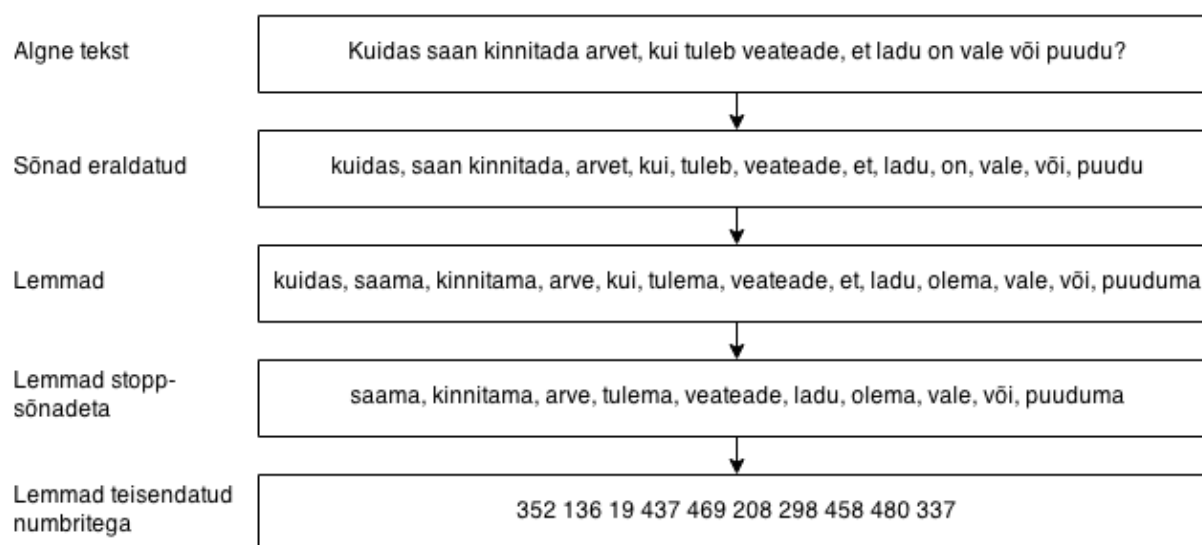 Algne tekst
Kuidas saan kinnitada arvet, kui tuleb veateade, et ladu on vale või puudu?
Sõnad eraldatud
kuidas, saan kinnitada, arvet, kui, tuleb, veateade, et, ladu, on, vale, või, puudu
Lemmad
kuidas, saama, kinnitama, arve, kui, tulema, veateade, et, ladu, olema, vale, või, puuduma
Lemmad stopp-
sõnadeta
saama, kinnitama, arve, tulema, veateade, ladu, olema, vale, või, puuduma
Lemmad teisendatud
numbritega
352 136 19 437 469 208 298 458 480 337